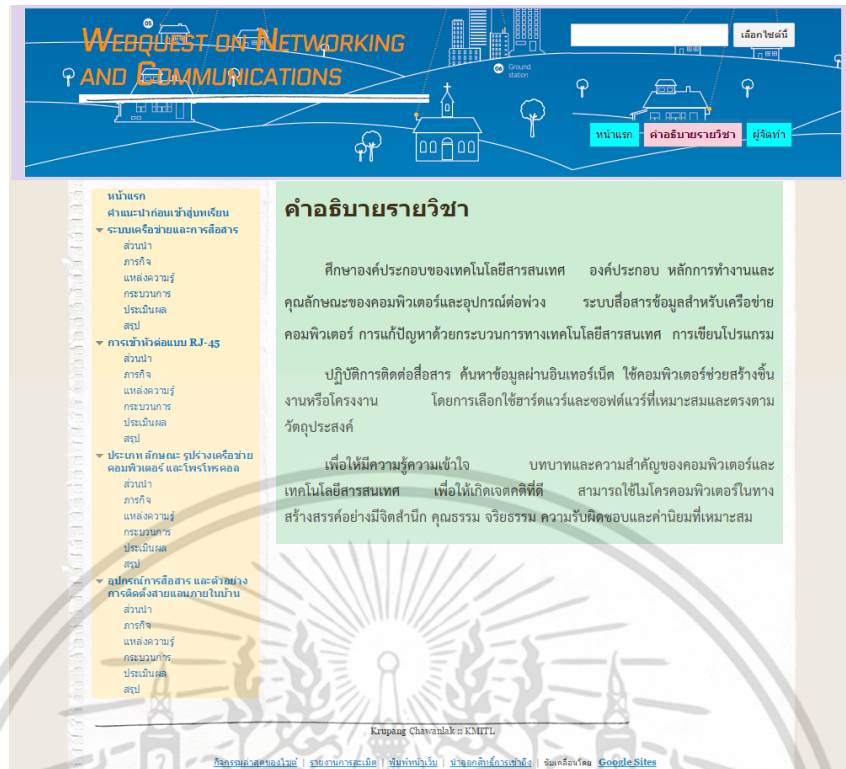 WEBQUEST ON NETWORKING
AND COMMUNICATIONS
05
06 Ground
station
เลือกไซต์นี้
หน้าแรก
คำอธิบายรายวิชา
ผู้จัดทำ
หน้าแรก
คำแนะนำก่อนเข้าสู่บทเรียน
ระบบเครือข่ายและการสื่อสาร
ส่วนนำ
ภารกิจ
แหล่งความรู้
กระบวนการ
ประเมินผล
สรุป
การเข้าหัวต่อแบบ RJ-45
ส่วนนำ
ภารกิจ
แหล่งความรู้
กระบวนการ
ประเมินผล
สรุป
ประเภท ลักษณะ รูปร่างเครือข่าย
คอมพิวเตอร์ และโพรโทรคอล
ส่วนนำ
ภารกิจ
แหล่งความรู้
กระบวนการ
ประเมินผล
สรุป
อุปกรณ์การสื่อสาร และตัวอย่าง
การติดตั้งสายแลนภายในบ้าน
ส่วนนำ
ภารกิจ
แหล่งความรู้
กระบวนการ
ประเมินผล
สรุป
คำอธิบายรายวิชา
ศึกษาองค์ประกอบของเทคโนโลยีสารสนเทศ องค์ประกอบ หลักการทำงานและ
คุณลักษณะของคอมพิวเตอร์และอุปกรณ์ต่อพ่วง ระบบสื่อสารข้อมูลสำหรับเครือข่าย
คอมพิวเตอร์ การแก้ปัญหาด้วยกระบวนการทางเทคโนโลยีสารสนเทศ การเขียนโปรแกรม
ปฏิบัติการติดต่อสื่อสาร ค้นหาข้อมูลผ่านอินเทอร์เน็ต ใช้คอมพิวเตอร์ช่วยสร้างชิ้น
งานหรือโครงงาน โดยการเลือกใช้ฮาร์ดแวร์และซอฟต์แวร์ที่เหมาะสมและตรงตาม
วัตถุประสงค์
เพื่อให้มีความรู้ความเข้าใจ บทบาทและความสำคัญของคอมพิวเตอร์และ
เทคโนโลยีสารสนเทศ เพื่อให้เกิดเจตคติที่ดี สามารถใช้ไมโครคอมพิวเตอร์ในทาง
สร้างสรรค์อย่างมีจิตสำนึก คุณธรรม จริยธรรม ความรับผิดชอบและค่านิยมที่เหมาะสม
Krupang Chawanlak :: KMITL
กิจกรรมล่าสุดของไซต์ | รายงานการละเมิด | พิมพ์หน้าเว็บ | นำออกสิทธิ์การเข้าถึง | ขับเคลื่อนโดย Google Sites